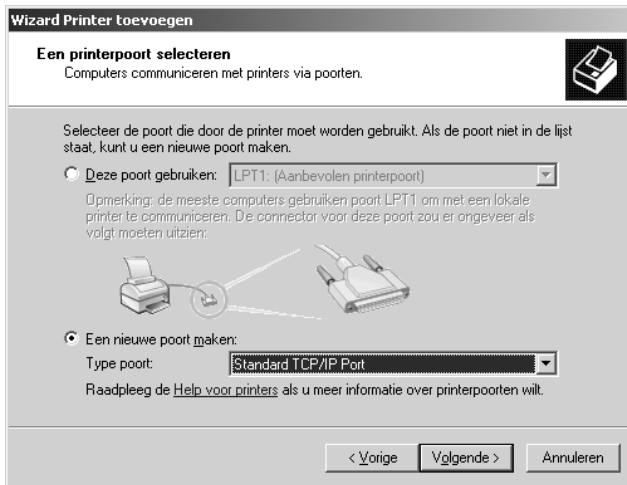 Wizard Printer toevoegen
Een printerpoort selecteren
Computers communiceren met printers via poorten.
Selecteer de poort die door de printer moet worden gebruikt. Als de poort niet in de lijst
staat, kunt u een nieuwe poort maken.
Deze poort gebruiken: LPT1: (Aanbevolen printerpoort)
Opmerking: de meeste computers gebruiken poort LPT1 om met een lokale
printer te communiceren. De connector voor deze poort zou er ongeveer als
volgt moeten uitzien:
Een nieuwe poort maken:
Type poort: Standard TCP/IP Port
Raadpleeg de Help voor printers als u meer informatie over printerpoorten wilt.
< Vorige Volgende > Annuleren